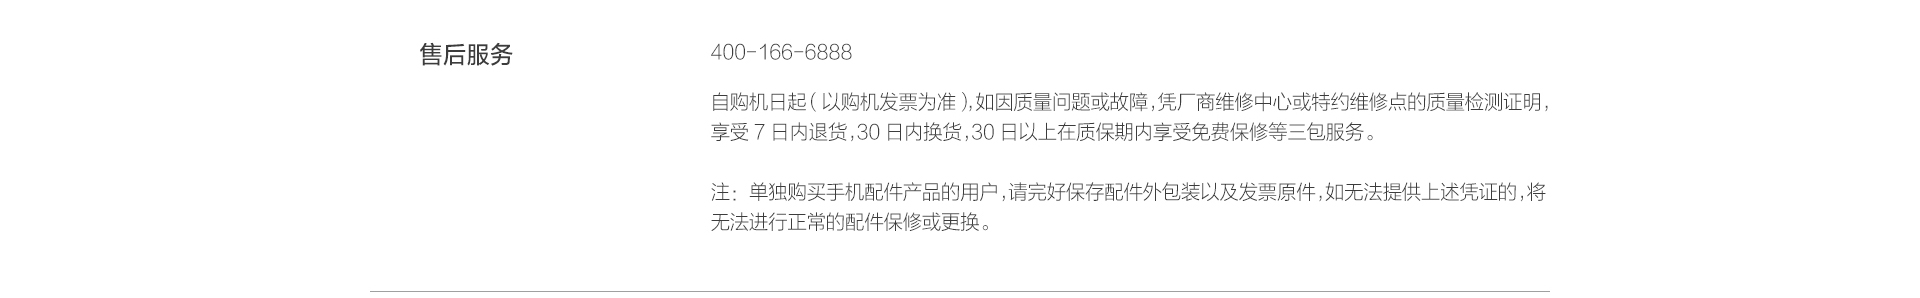 售后服务
400-166-6888
自购机日起（以购机发票为准），如因质量问题或故障，凭厂商维修中心或特约维修点的质量检测证明，
享受 7 日内退货，30 日内换货，30 日以上在质保期内享受免费保修等三包服务。
注：单独购买手机配件产品的用户，请完好保存配件外包装以及发票原件，如无法提供上述凭证的，将
无法进行正常的配件保修或更换。